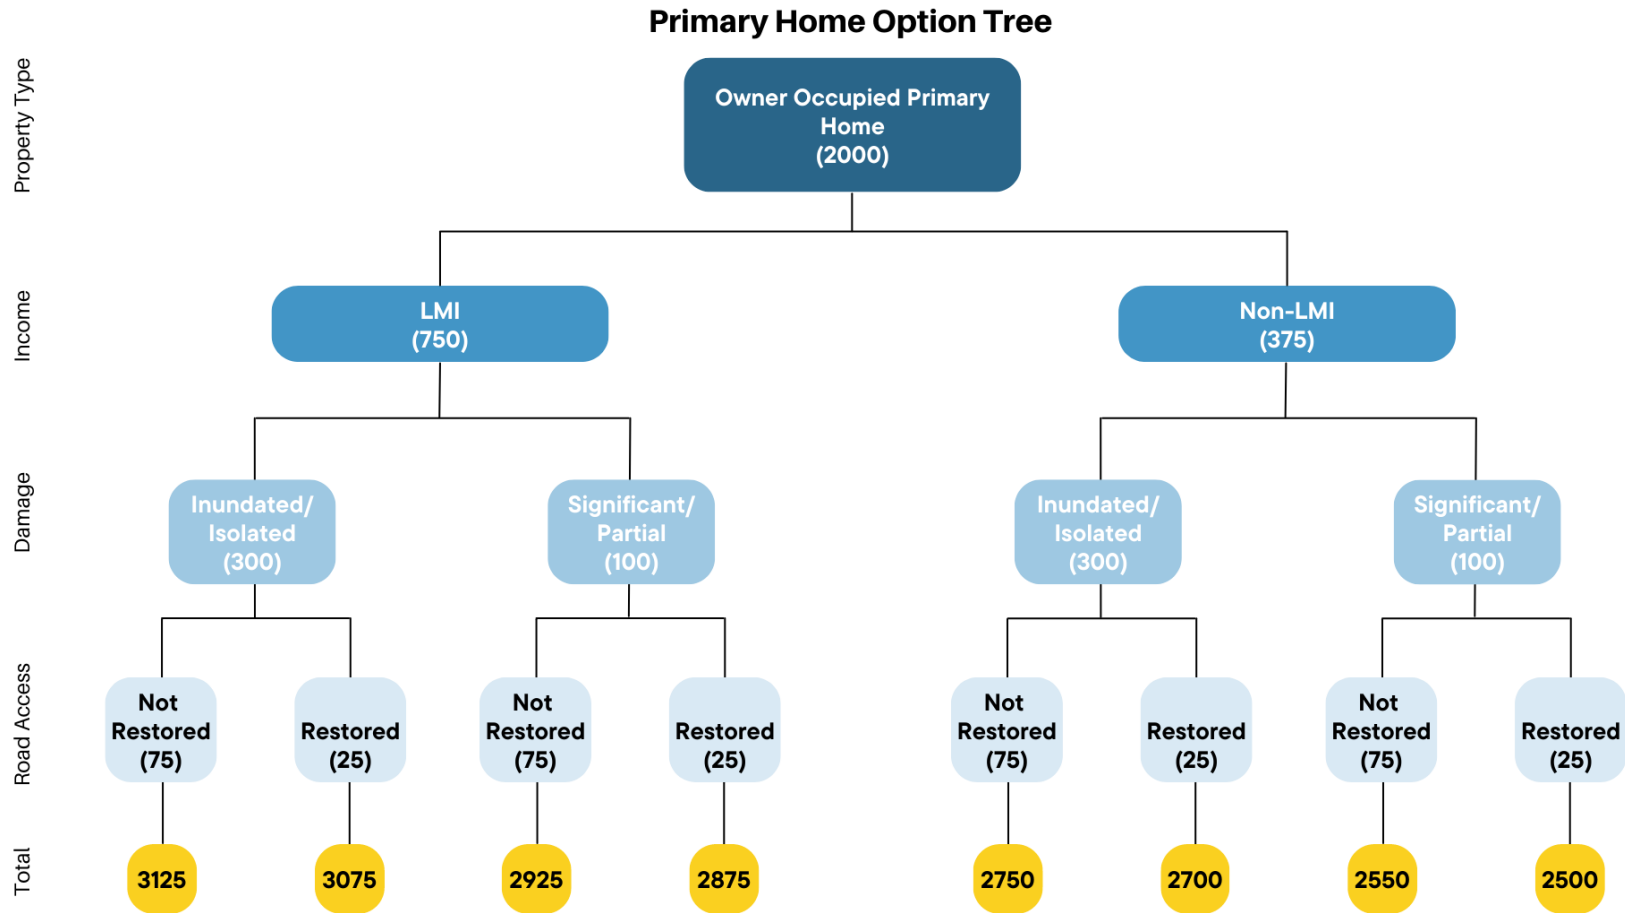 Primary Home Option Tree
Property Type
Owner Occupied Primary
Home
(2000)
Income
LMI
(750)
Non-LMI
(375)
Damage
Inundated/
Isolated
(300)
Significant/
Partial
(100)
Inundated/
Isolated
(300)
Significant/
Partial
(100)
Road Access
Not
Restored
(75)
Restored
(25)
Not
Restored
(75)
Restored
(25)
Not
Restored
(75)
Restored
(25)
Not
Restored
(75)
Restored
(25)
Total
3125
3075
2925
2875
2750
2700
2550
2500